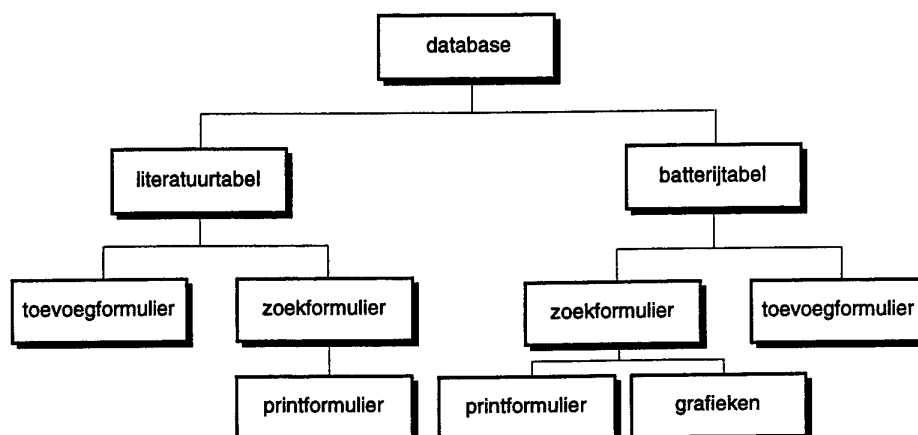 database
literatuurtabel
batterijtabel
toevoegformulier
zoekformulier
zoekformulier
toevoegformulier
printformulier
printformulier
grafieken